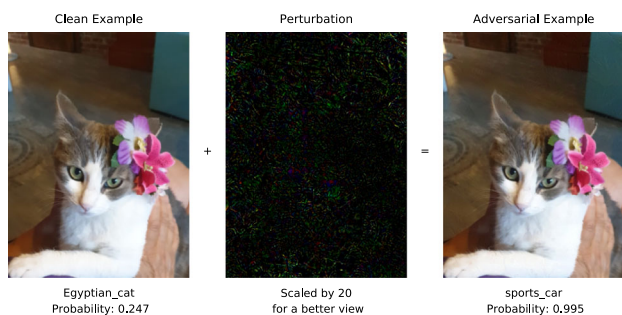 Clean Example
Perturbation
Adversarial Example
+
=
Egyptian_cat
Probability: 0.247
Scaled by 20
for a better view
sports_car
Probability: 0.995